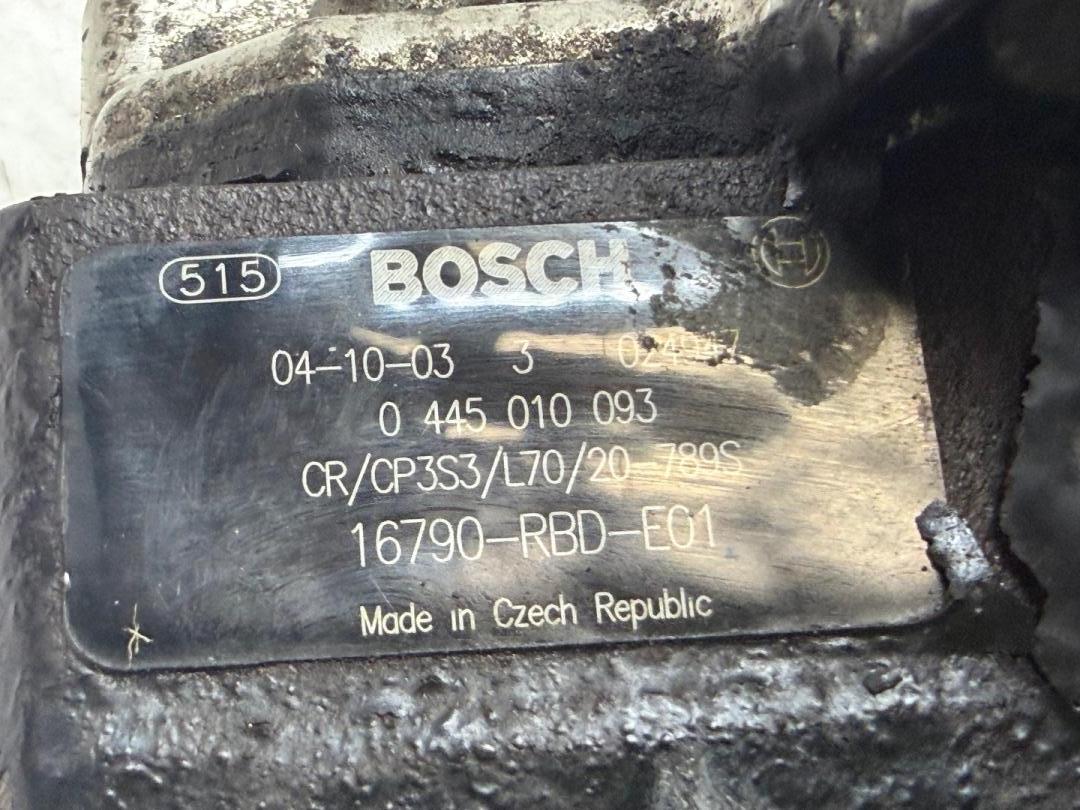 515 BOSCH
04-10-03 3 024947
0 445 010 093
CR/CP3S3/L70/20-789S
16790-RBD-E01
Made in Czech Republic